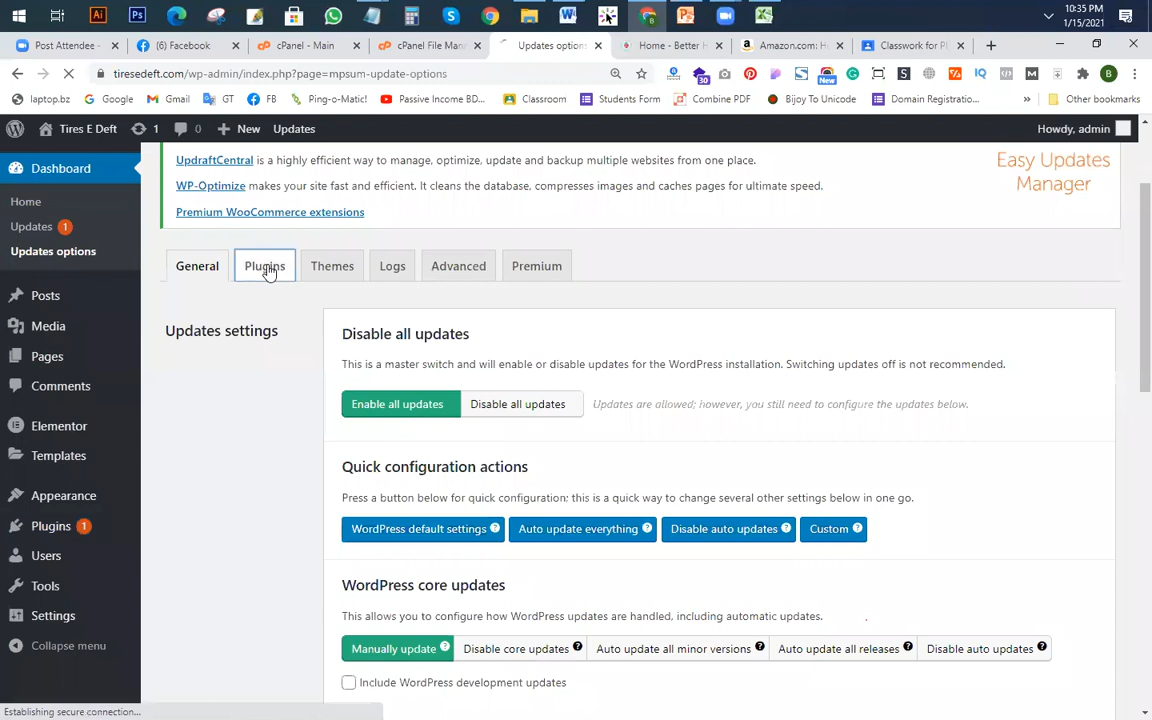 Ai
Ps
10:35 PM
1/15/2021
Post Attendee -
(6) Facebook
cPanel - Main
cPanel File Man
Updates option
Home - Better H
Amazon.com: H
Classwork for Pl
tiresedeft.com/wp-admin/index.php?page=mpsum-update-options
30
New
IQ
B
laptop.bz
Google
Gmail
GT
FB
Ping-o-Matic!
Passive Income BD...
Classroom
Students Form
Combine PDF
Bijoy To Unicode
Domain Registratio...
Other bookmarks
Tires E Deft
1
0
New
Updates
Howdy, admin
Dashboard
Home
Updates 1
Updates options
Posts
Media
Pages
Comments
Elementor
Templates
Appearance
Plugins 1
Users
Tools
Settings
Collapse menu
UpdraftCentral is a highly efficient way to manage, optimize, update and backup multiple websites from one place.
WP-Optimize makes your site fast and efficient. It cleans the database, compresses images and caches pages for ultimate speed.
Premium WooCommerce extensions
Easy Updates
Manager
General
Plugins
Themes
Logs
Advanced
Premium
Updates settings
Disable all updates
This is a master switch and will enable or disable updates for the WordPress installation. Switching updates off is not recommended.
Enable all updates
Disable all updates
Updates are allowed; however, you still need to configure the updates below.
Quick configuration actions
Press a button below for quick configuration; this is a quick way to change several other settings below in one go.
WordPress default settings ?
Auto update everything ?
Disable auto updates ?
Custom ?
WordPress core updates
This allows you to configure how WordPress updates are handled, including automatic updates.
Manually update ?
Disable core updates ?
Auto update all minor versions ?
Auto update all releases ?
Disable auto updates ?
Include WordPress development updates
Establishing secure connection...